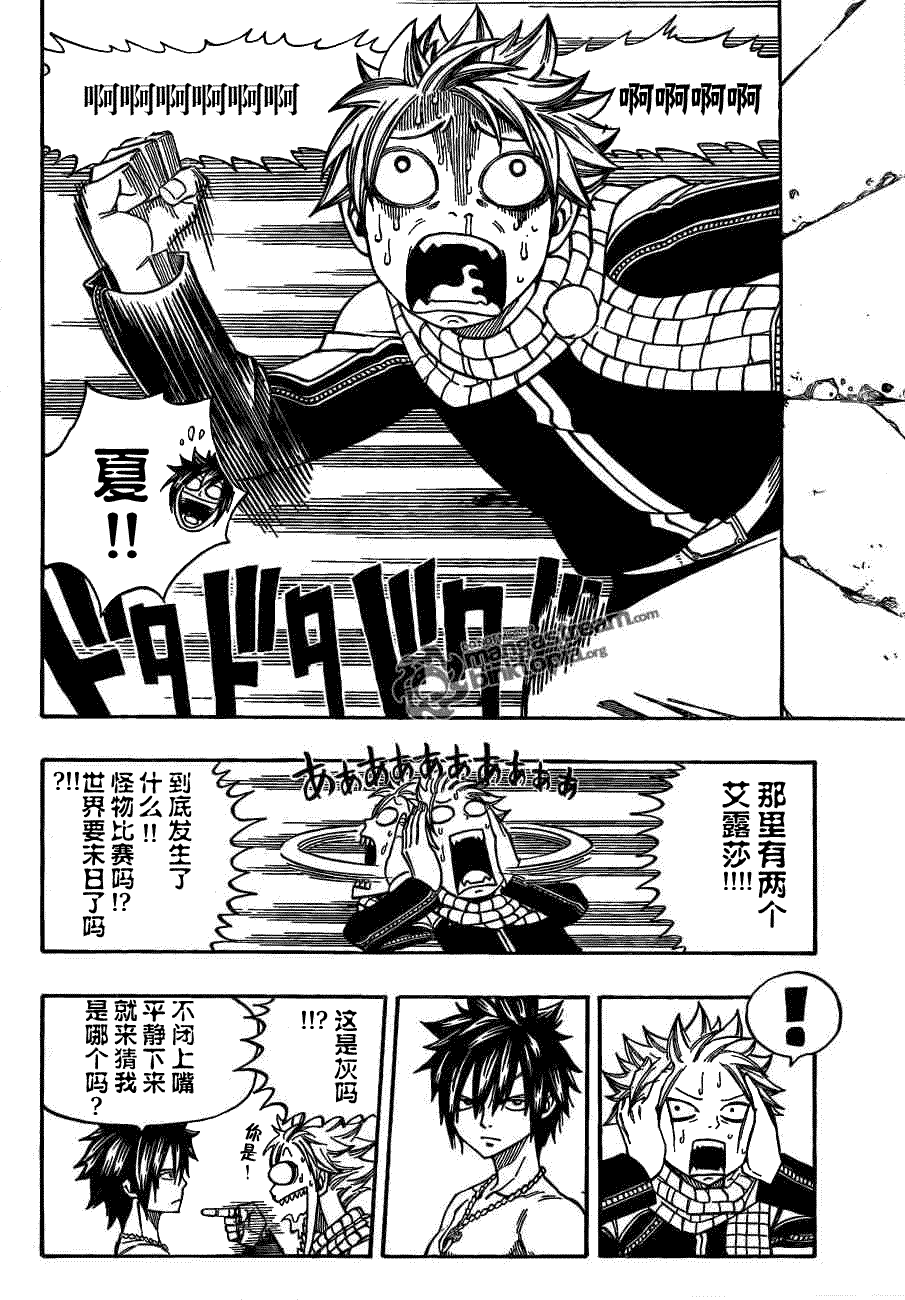 啊啊啊啊
啊啊啊啊啊啊
夏!!
ドタドタドタ
mangastream.com
那里有两个
艾露莎!!!!
あぁあぁあぁあぁあぁ
到底发生了
什么!!
怪物比赛吗!?
世界要末日了吗
?!!
!
这是灰吗
!!?
你是!
不闭上嘴
平静下来
就来猜我
是哪个吗?